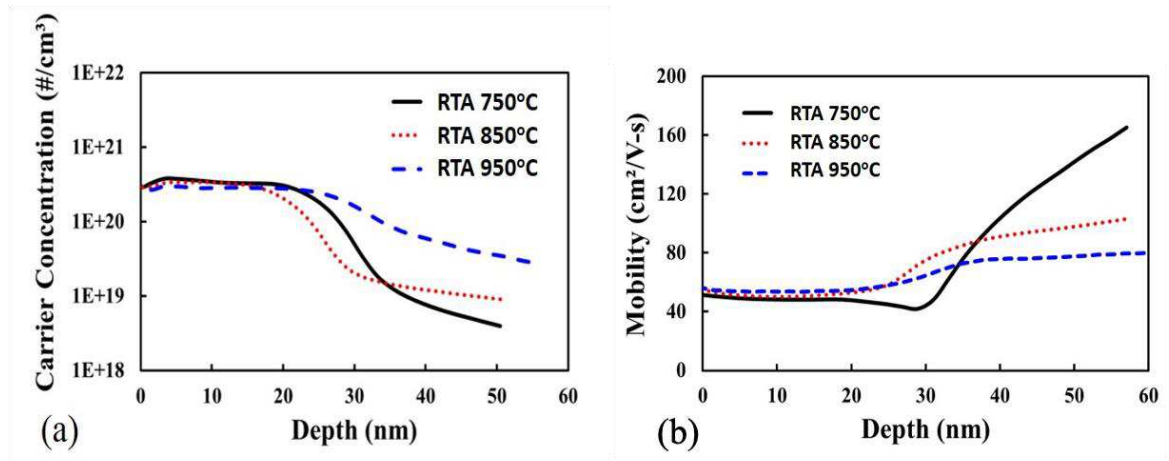 Carrier Concentration (#/cm³)
1E+22
1E+21
1E+20
1E+19
1E+18
RTA 750°C
RTA 850°C
RTA 950°C
0 10 20 30 40 50 60
Depth (nm)
(a)
Mobility (cm²/V-s)
200
160
120
80
40
0
RTA 750°C
RTA 850°C
RTA 950°C
0 10 20 30 40 50 60
Depth (nm)
(b)